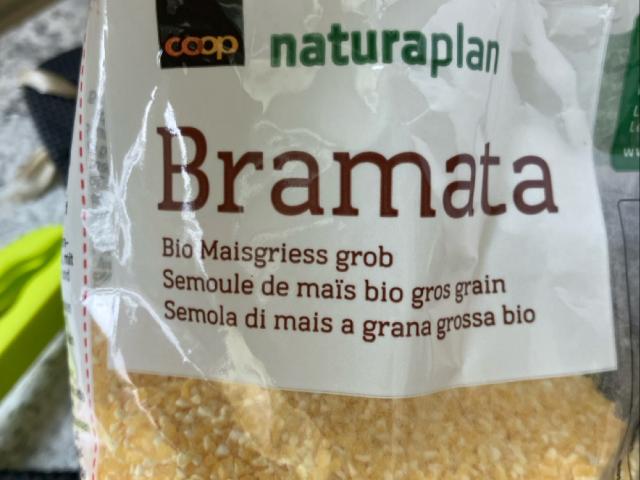 coop
naturaplan
Bramata
Bio Maisgriess grob
Semoule de maïs bio gros grain
Semola di mais a grana grossa bio